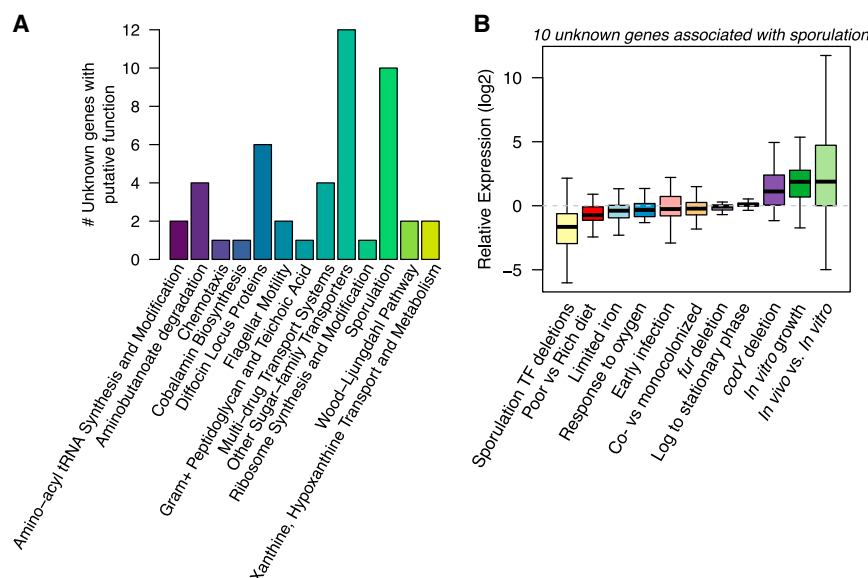 A
# Unknown genes with
putative function
12
10
8
6
4
2
0
Amino−acyl tRNA Synthesis and Modification
Aminobutanoate degradation
Chemotaxis
Cobalamin Biosynthesis
Diffocin Locus Proteins
Flagellar Motility
Gram+ Peptidoglycan and Teichoic Acid
Multi−drug Transport Systems
Other Sugar−family Transporters
Ribosome Synthesis and Modification
Sporulation
Wood−Ljungdahl Pathway
Xanthine, Hypoxanthine Transport and Metabolism
B
10 unknown genes associated with sporulation
Relative Expression (log2)
10
5
0
−5
Sporulation TF deletions
Poor vs Rich diet
Limited iron
Response to oxygen
Early infection
Co- vs monocolonized
fur deletion
Log to stationary phase
codY deletion
In vitro growth
In vivo vs. In vitro